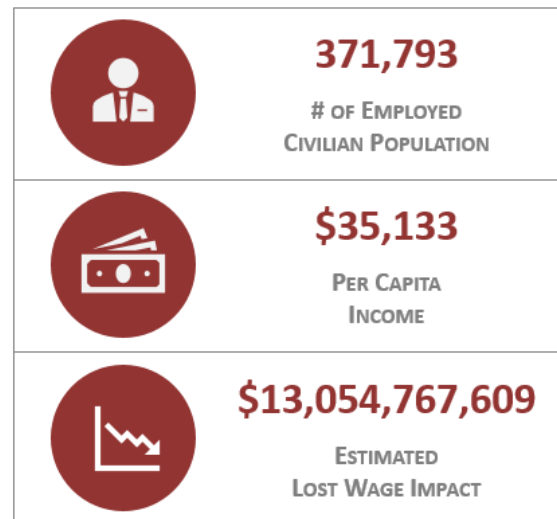 371,793
# of Employed
Civilian Population
$35,133
Per Capita
Income
$13,054,767,609
Estimated
Lost Wage Impact